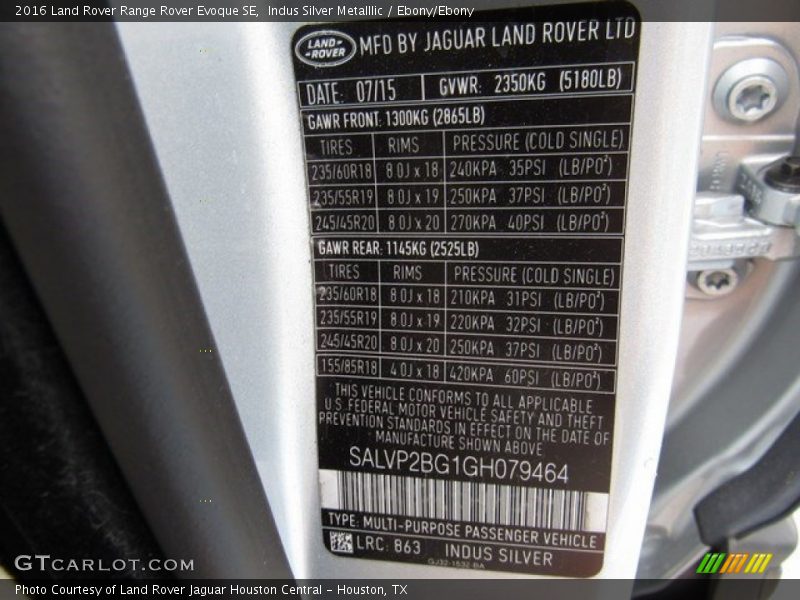 2016 Land Rover Range Rover Evoque SE,  Indus Silver Metalllic / Ebony/Ebony
LAND ROVER MFD BY JAGUAR LAND ROVER LTD
DATE: 07/15 GVWR: 2350KG (5180LB)
GAWR FRONT: 1300KG (2865LB)
TIRES RIMS PRESSURE (COLD SINGLE)
235/60R18 8.0J x 18 240KPA 35PSI (LB/PO²)
235/55R19 8.0J x 19 250KPA 37PSI (LB/PO²)
245/45R20 8.0J x 20 270KPA 40PSI (LB/PO²)
GAWR REAR: 1145KG (2525LB)
TIRES RIMS PRESSURE (COLD SINGLE)
235/60R18 8.0J x 18 210KPA 31PSI (LB/PO²)
235/55R19 8.0J x 19 220KPA 32PSI (LB/PO²)
245/45R20 8.0J x 20 250KPA 37PSI (LB/PO²)
155/85R18 4.0J x 18 420KPA 60PSI (LB/PO²)
THIS VEHICLE CONFORMS TO ALL APPLICABLE
U.S. FEDERAL MOTOR VEHICLE SAFETY AND THEFT
PREVENTION STANDARDS IN EFFECT ON THE DATE OF
MANUFACTURE SHOWN ABOVE
SALVP2BG1GH079464
TYPE: MULTI-PURPOSE PASSENGER VEHICLE
LRC: 863 INDUS SILVER
GJ32-1532-BA
GTCARLOT.COM
Photo Courtesy of Land Rover Jaguar Houston Central - Houston, TX